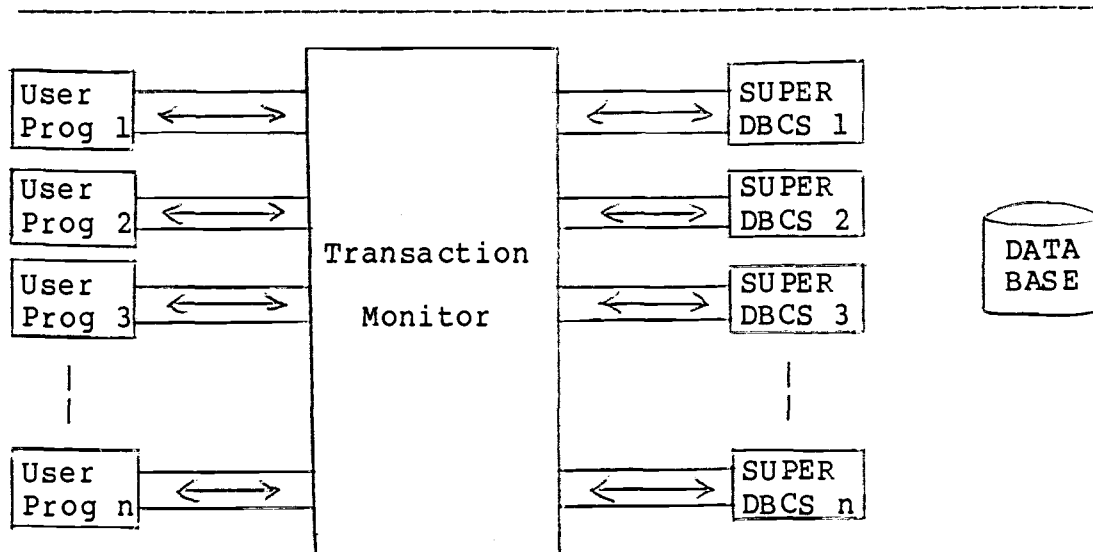 User
Prog 1
SUPER
DBCS 1
User
Prog 2
SUPER
DBCS 2
Transaction
Monitor
DATA
BASE
User
Prog 3
SUPER
DBCS 3
User
Prog n
SUPER
DBCS n